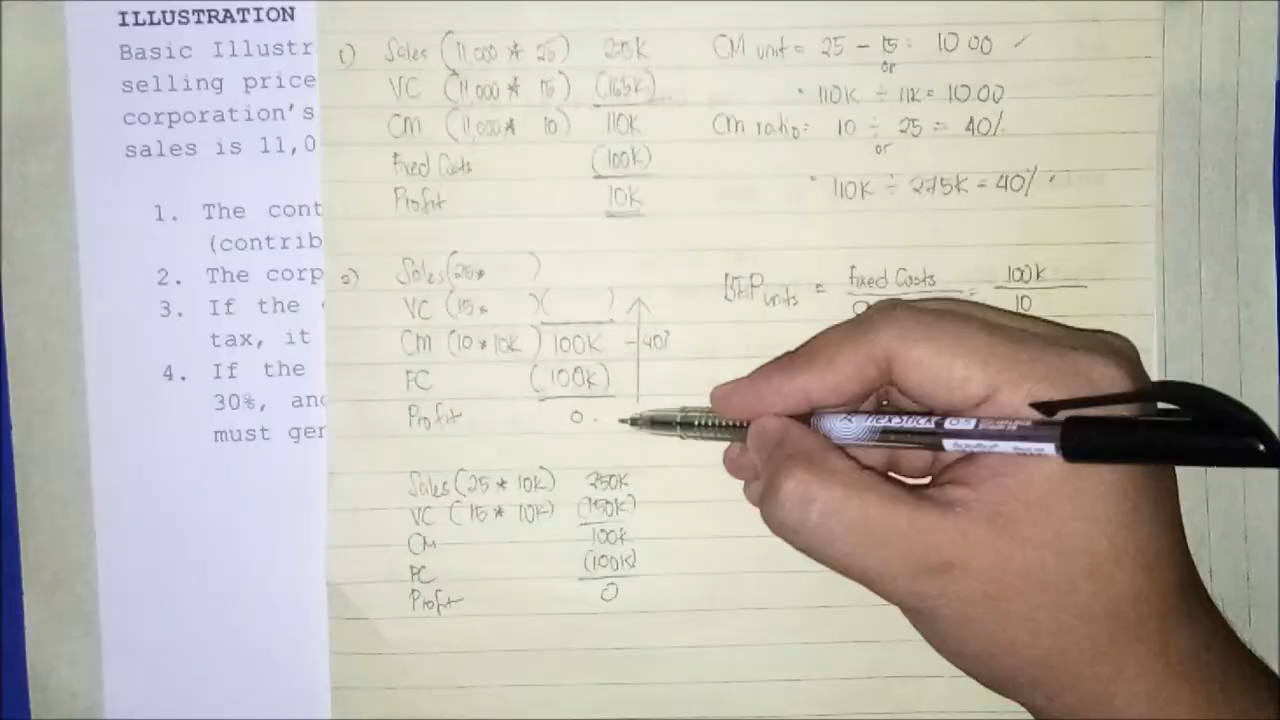 ILLUSTRATION
Basic Illustr
selling price
corporation's
sales is 11,0
1. The cont
(contrib
2. The corp
3. If the
tax, it
4. If the
30%, and
must gen
1) Sales (11,000 * 25) 275K
VC (11,000 * 15) (165K)
CM (11,000 * 10) 110K
Fixed Costs (100K)
Profit 10K
CM unit = 25 - 15 = 10.00
or
110K ÷ 11K = 10.00
CM ratio = 10 ÷ 25 = 40%
or
110K ÷ 275K = 40%
2) Sales (25* )
VC (15* ) ( )
CM (10 * 10K) 100K - 40%
FC (100K)
Profit 0
BEP units = Fixed Costs = 100K
10
Sales (25 * 10K) 250K
VC (15 * 10K) (150K)
CM 100K
FC (100K)
Profit 0
flexstick 0.5